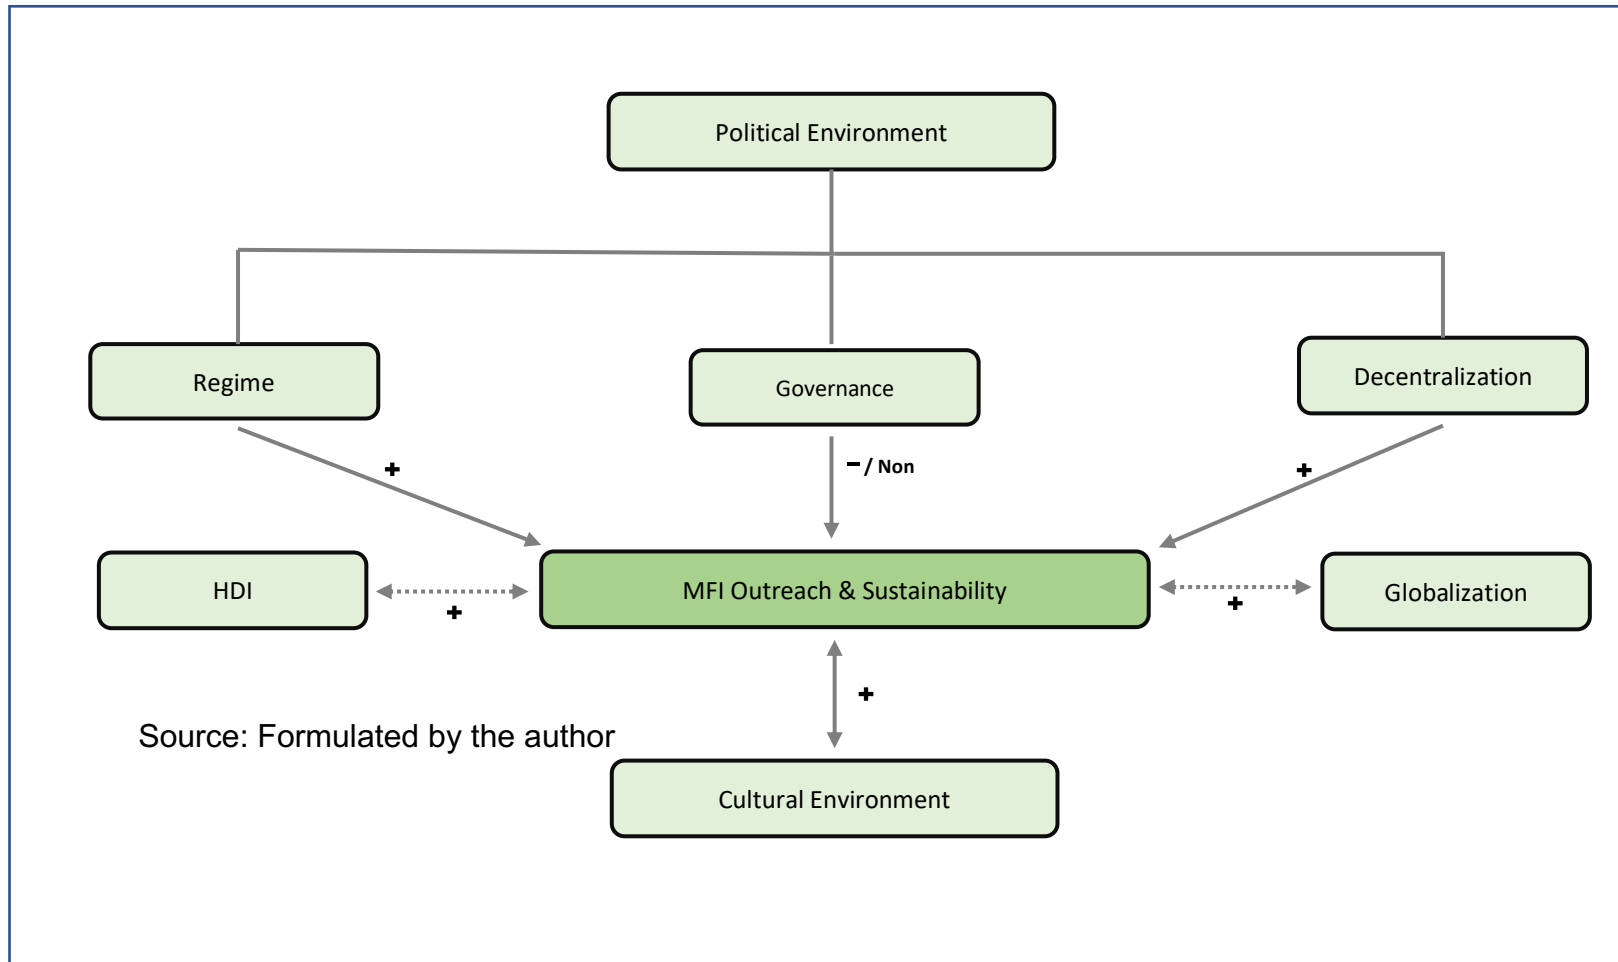 Political Environment
Regime
Governance
Decentralization
+
− / Non
+
HDI
MFI Outreach & Sustainability
Globalization
+
+
+
Source: Formulated by the author
Cultural Environment